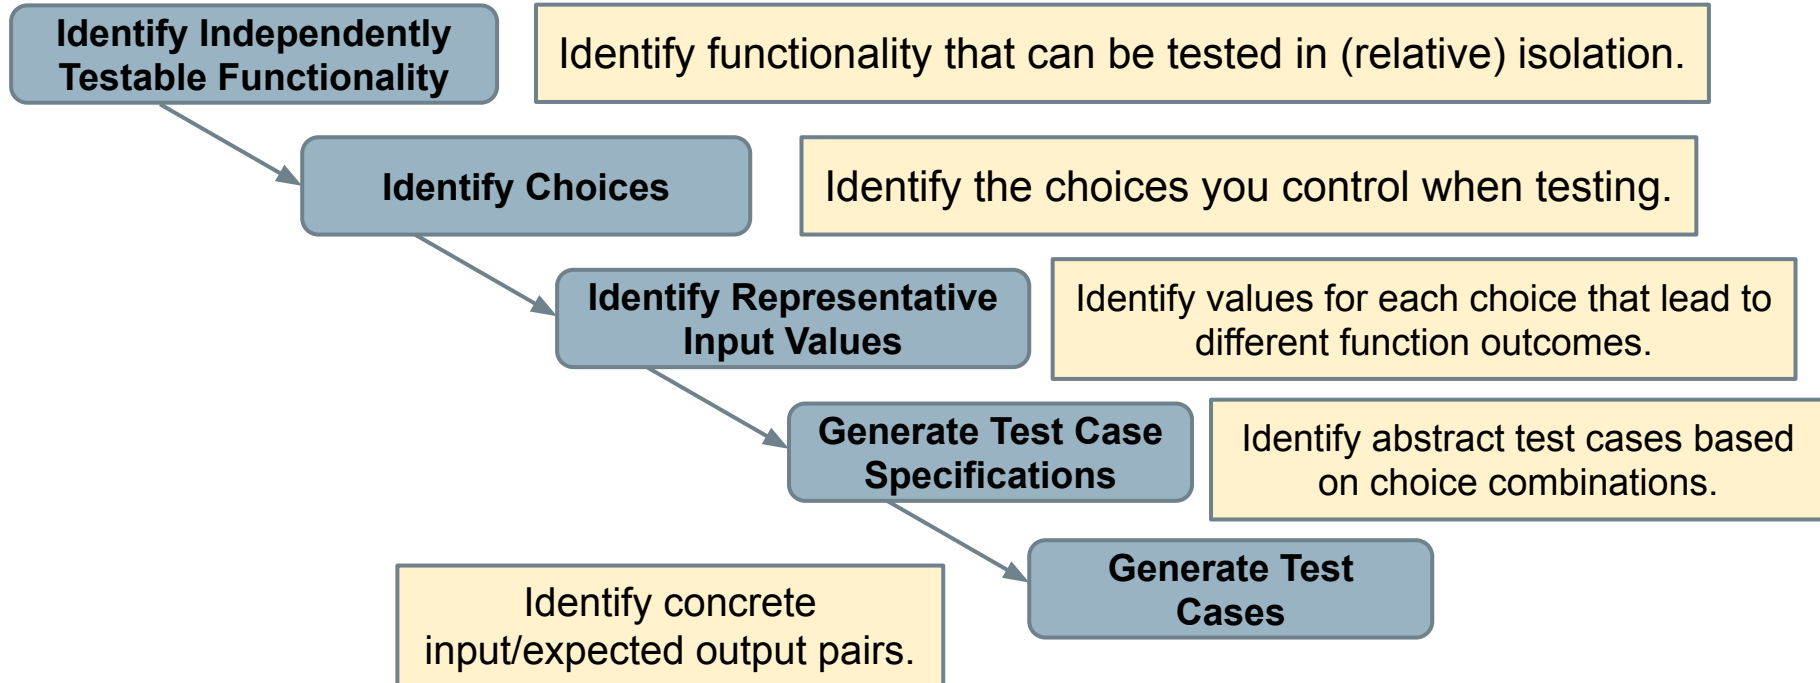 Identify Independently
Testable Functionality
Identify functionality that can be tested in (relative) isolation.
Identify Choices
Identify the choices you control when testing.
Identify Representative
Input Values
Identify values for each choice that lead to
different function outcomes.
Generate Test Case
Specifications
Identify abstract test cases based
on choice combinations.
Generate Test
Cases
Identify concrete
input/expected output pairs.